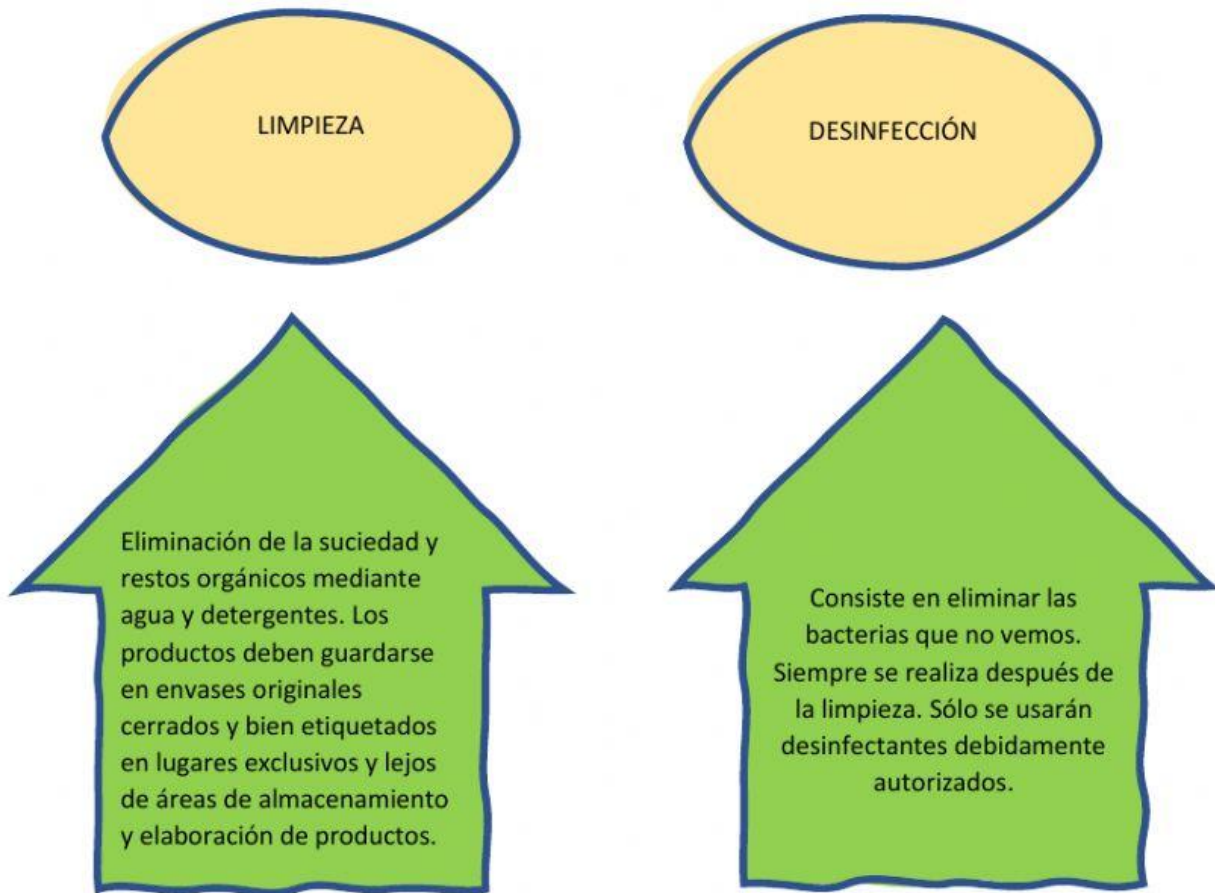 LIMPIEZA
DESINFECCIÓN
Eliminación de la suciedad y
restos orgánicos mediante
agua y detergentes. Los
productos deben guardarse
en envases originales
cerrados y bien etiquetados
en lugares exclusivos y lejos
de áreas de almacenamiento
y elaboración de productos.
Consiste en eliminar las
bacterias que no vemos.
Siempre se realiza después de
la limpieza. Sólo se usarán
desinfectantes debidamente
autorizados.